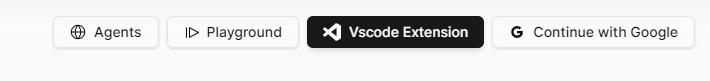 Agents
Playground
Vscode Extension
Continue with Google